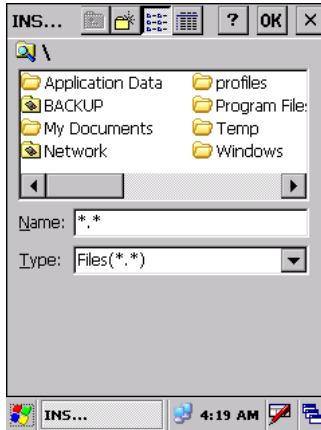 INS... ? OK ×
\
Application Data profiles
BACKUP Program File
My Documents Temp
Network Windows
Name: *.*
Type: Files(*.*)
INS... 4:19 AM